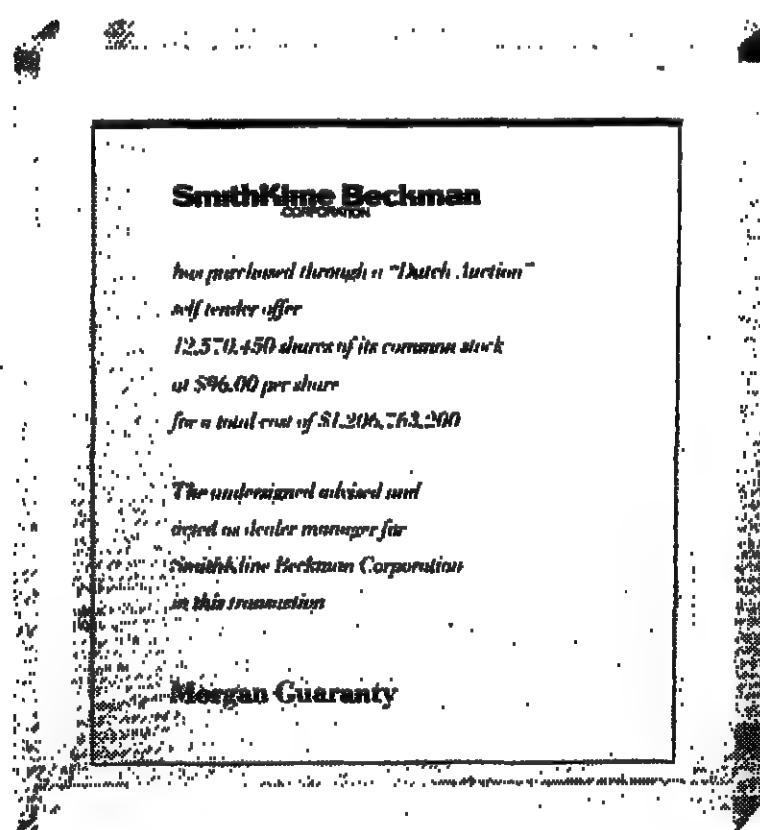 SmithKline Beckman
CORPORATION
has purchased through a "Dutch Auction"
self tender offer
12,570,450 shares of its common stock
at $96.00 per share
for a total cost of $1,206,763,200
The undersigned advised and
acted as dealer manager for
SmithKline Beckman Corporation
in this transaction
Morgan Guaranty